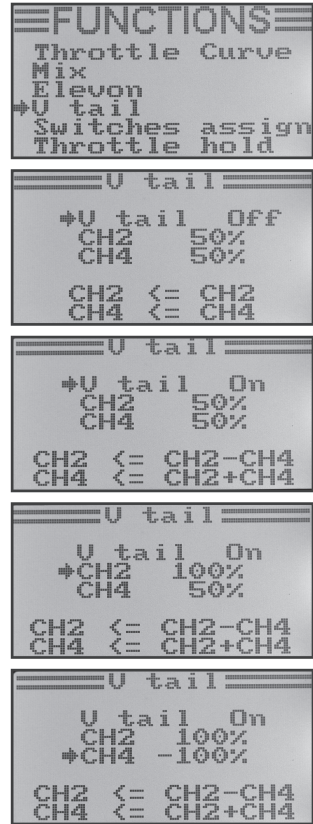 FUNCTIONS
Throttle Curve
Mix
Elevon
V tail
Switches assign
Throttle hold
V tail
V tail Off
CH2 50%
CH4 50%
CH2 <= CH2
CH4 <= CH4
V tail
V tail On
CH2 50%
CH4 50%
CH2 <= CH2-CH4
CH4 <= CH2+CH4
V tail
V tail On
CH2 100%
CH4 50%
CH2 <= CH2-CH4
CH4 <= CH2+CH4
V tail
V tail On
CH2 100%
CH4 -100%
CH2 <= CH2-CH4
CH4 <= CH2+CH4